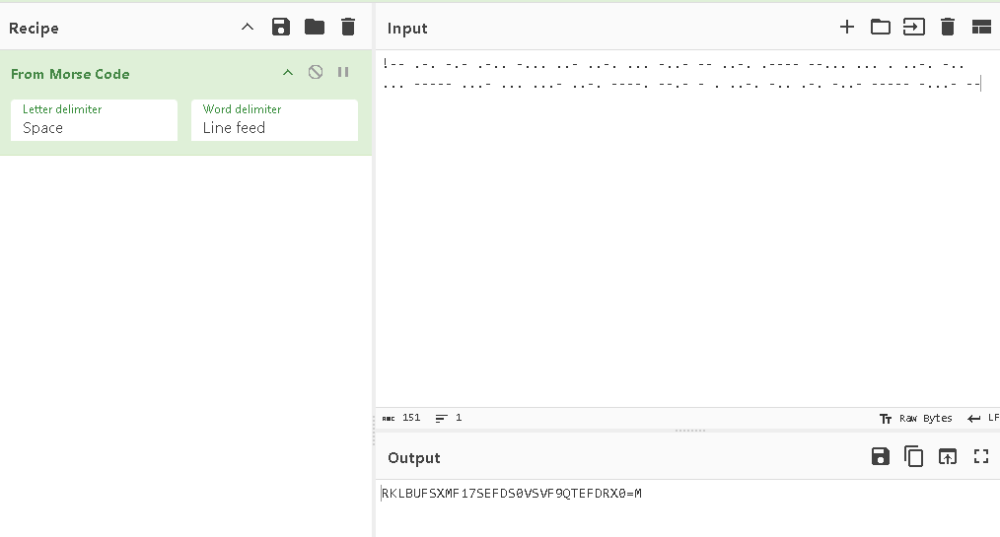 Recipe
Input
From Morse Code
Letter delimiter
Space
Word delimiter
Line feed
!-- .-. -.- .-.. -... ..- ..-. ... -..- -- ..-. .---- --... ... . ..-. -..
... ----- ...- ... ...- ..-. ----. --.- - . ..-. -.. .-. -..- ----- -...- --
ABC 151 1
Raw Bytes LF
Output
RKLBUFSXMF17SEFDS0VSVF9QTEFDRX0=M